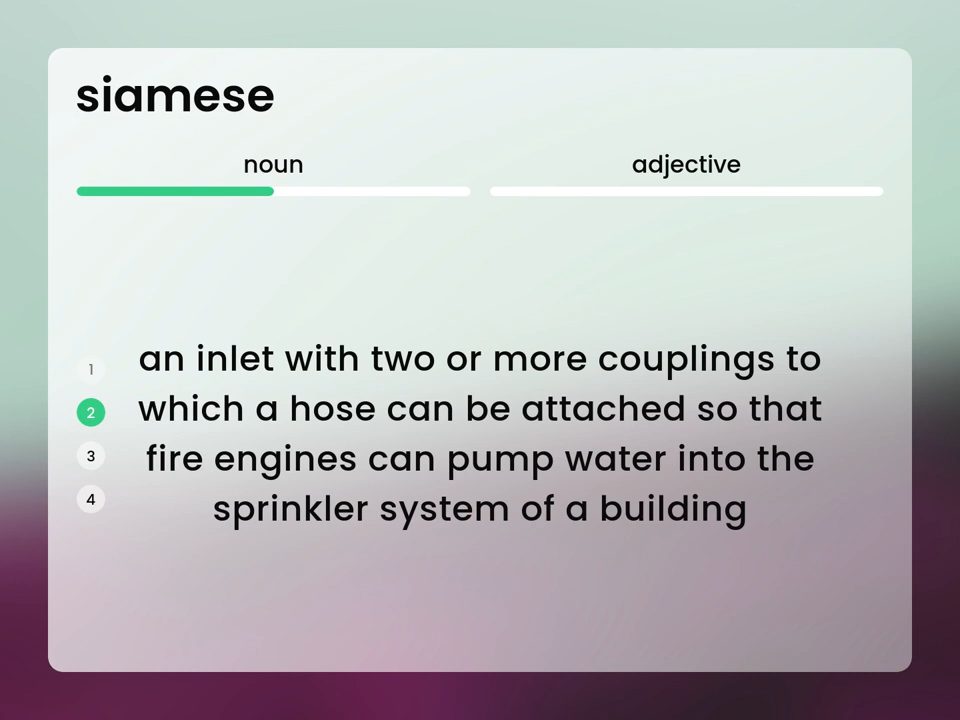 siamese
noun
adjective
1
an inlet with two or more couplings to
2
which a hose can be attached so that
3
fire engines can pump water into the
4
sprinkler system of a building